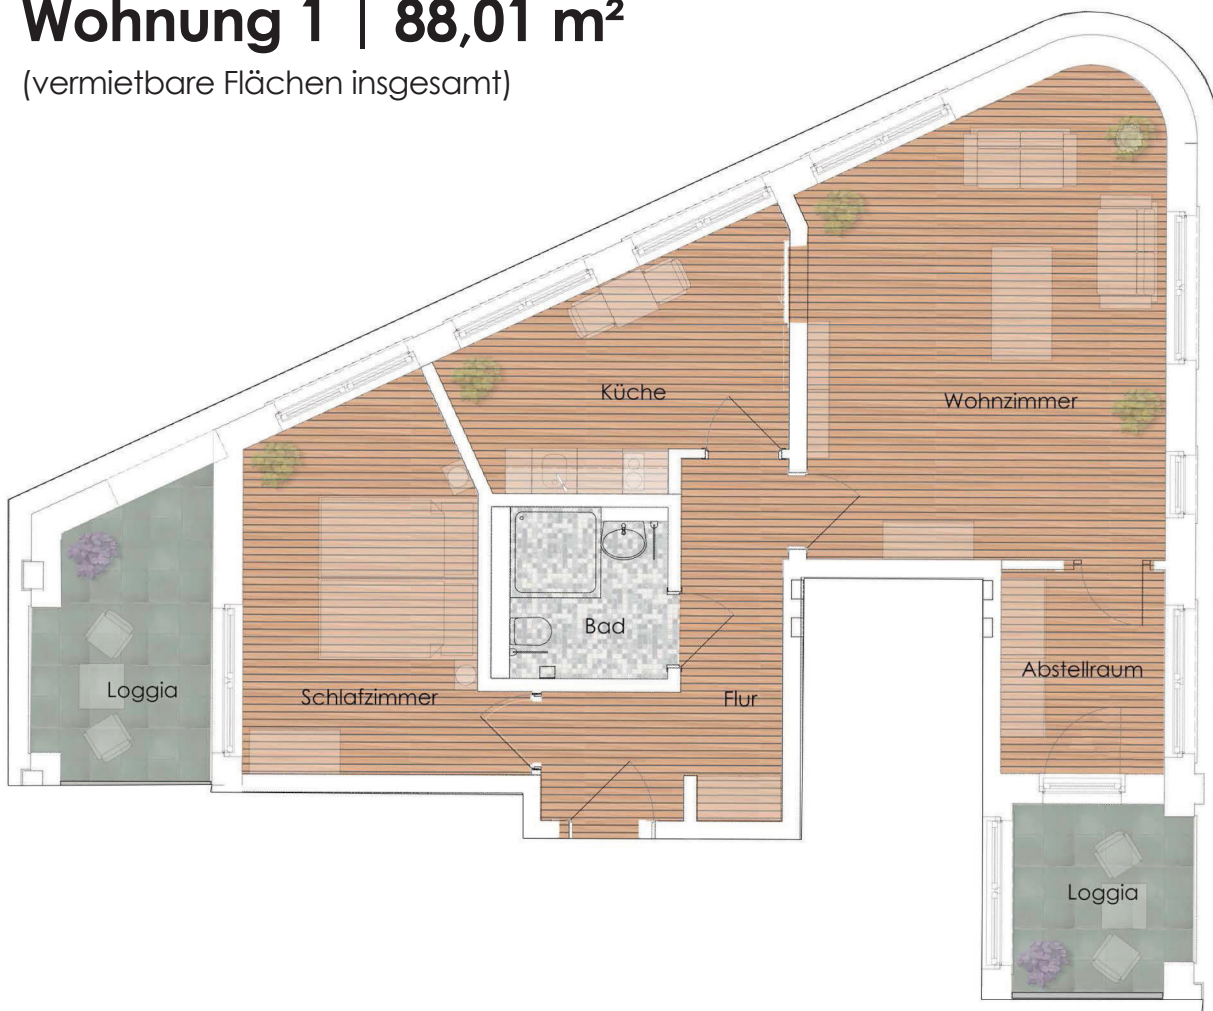 Wohnung 1 | 88,01 m²
(vermietbare Flächen insgesamt)
Küche
Wohnzimmer
Bad
Abstellraum
Loggia
Schlafzimmer
Flur
Loggia